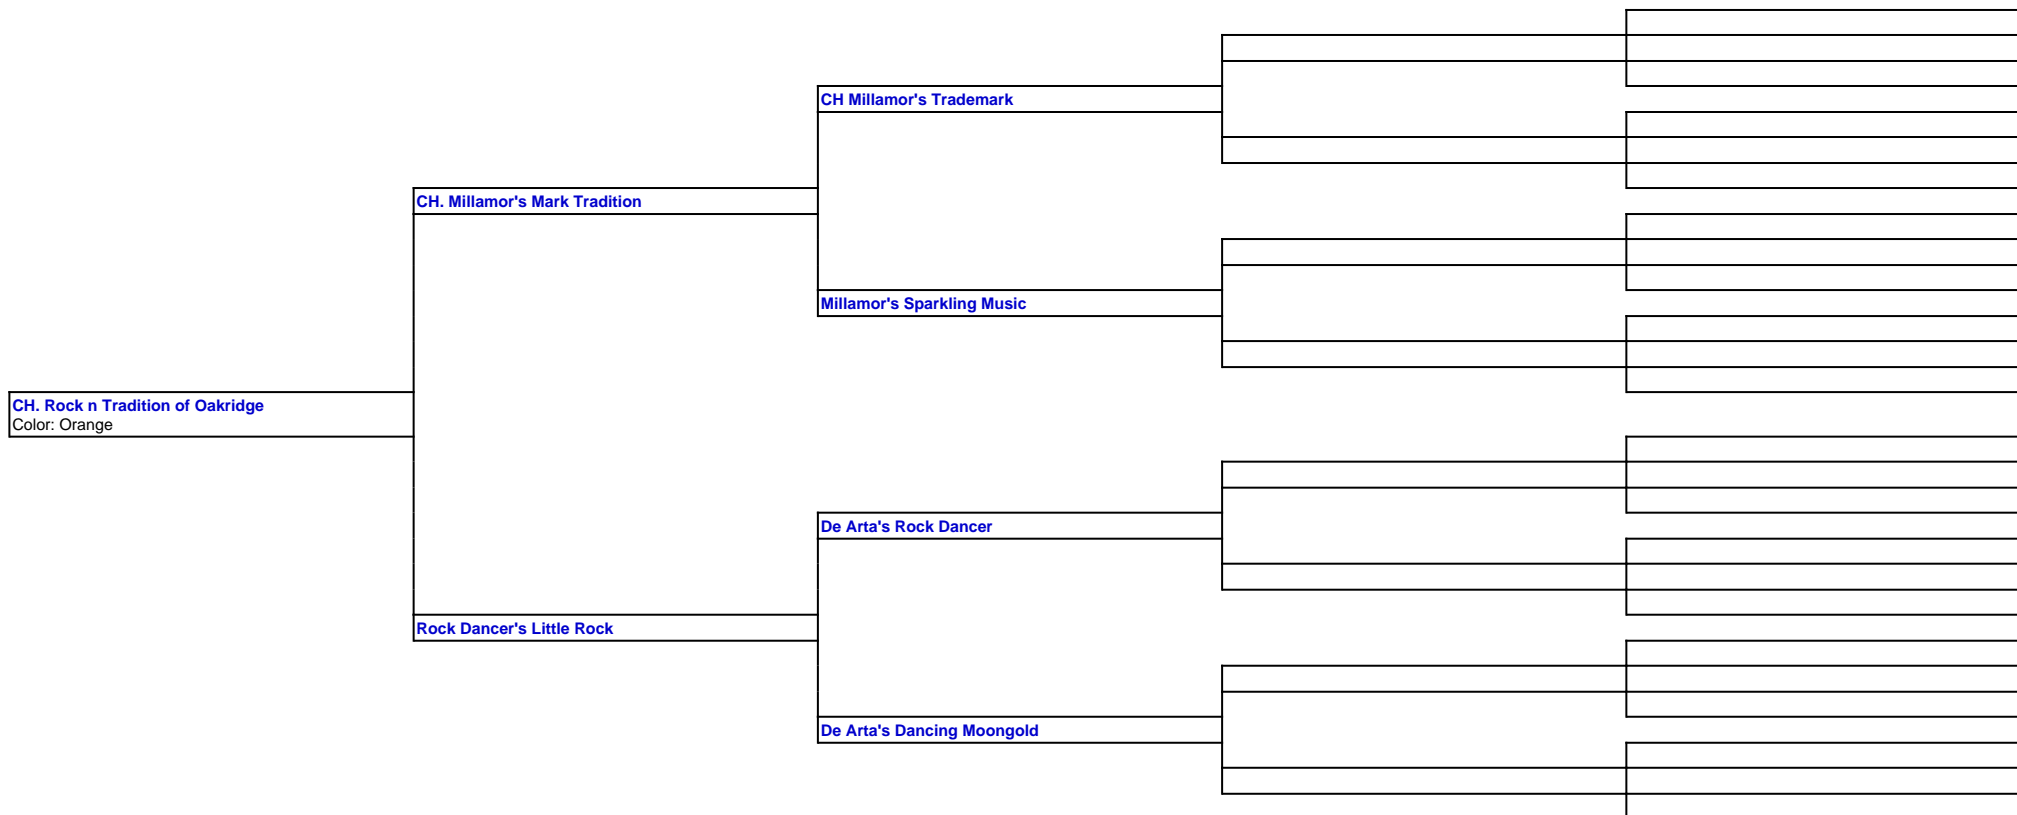 CH Millamor's Trademark
CH. Millamor's Mark Tradition
Millamor's Sparkling Music
CH. Rock n Tradition of Oakridge
Color: Orange
De Arta's Rock Dancer
Rock Dancer's Little Rock
De Arta's Dancing Moongold